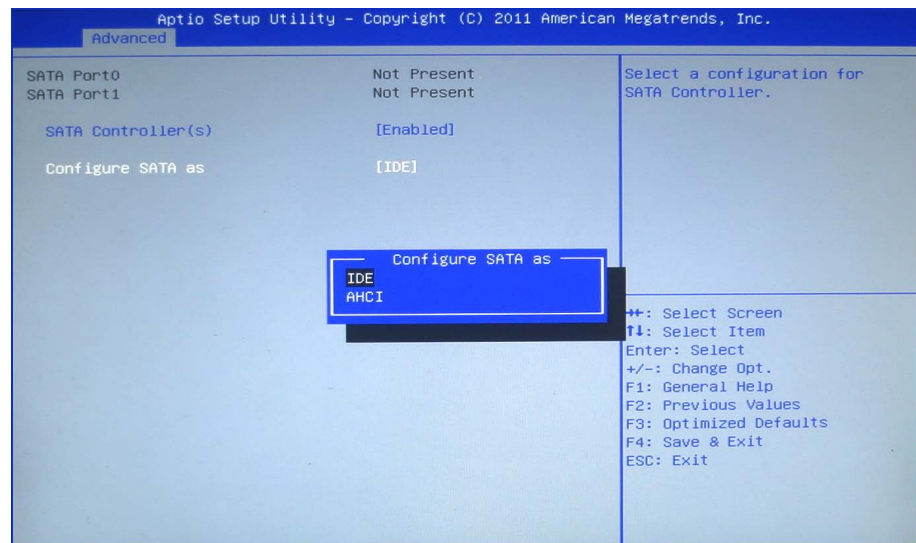 Aptio Setup Utility – Copyright (C) 2011 American Megatrends, Inc.
Advanced
SATA Port0 Not Present
SATA Port1 Not Present
SATA Controller(s) [Enabled]
Configure SATA as [IDE]
Select a configuration for
SATA Controller.
Configure SATA as
IDE
AHCI
→←: Select Screen
↑↓: Select Item
Enter: Select
+/-: Change Opt.
F1: General Help
F2: Previous Values
F3: Optimized Defaults
F4: Save & Exit
ESC: Exit